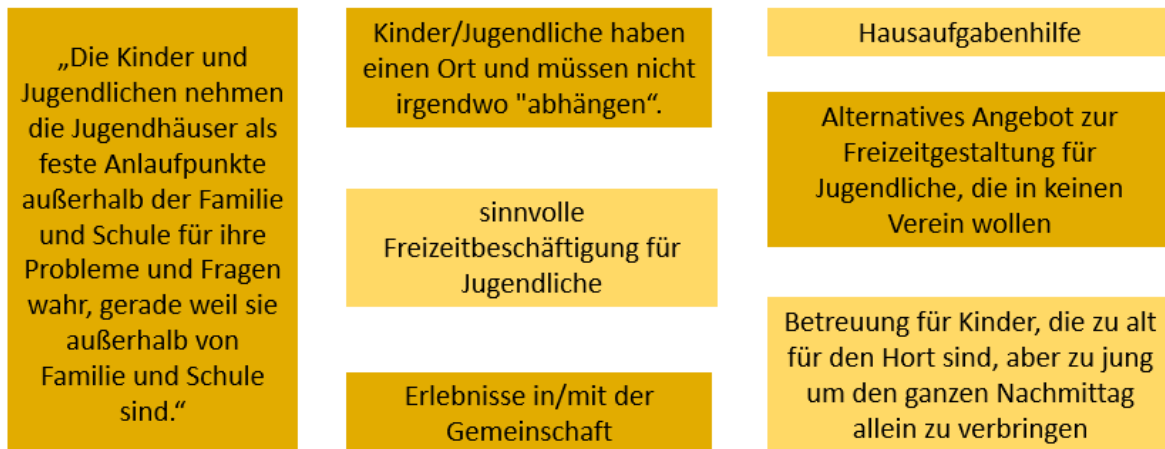 „Die Kinder und
Jugendlichen nehmen
die Jugendhäuser als
feste Anlaufpunkte
außerhalb der Familie
und Schule für ihre
Probleme und Fragen
wahr, gerade weil sie
außerhalb von
Familie und Schule
sind.“
Kinder/Jugendliche haben
einen Ort und müssen nicht
irgendwo "abhängen“.
sinnvolle
Freizeitbeschäftigung für
Jugendliche
Erlebnisse in/mit der
Gemeinschaft
Hausaufgabenhilfe
Alternatives Angebot zur
Freizeitgestaltung für
Jugendliche, die in keinen
Verein wollen
Betreuung für Kinder, die zu alt
für den Hort sind, aber zu jung
um den ganzen Nachmittag
allein zu verbringen